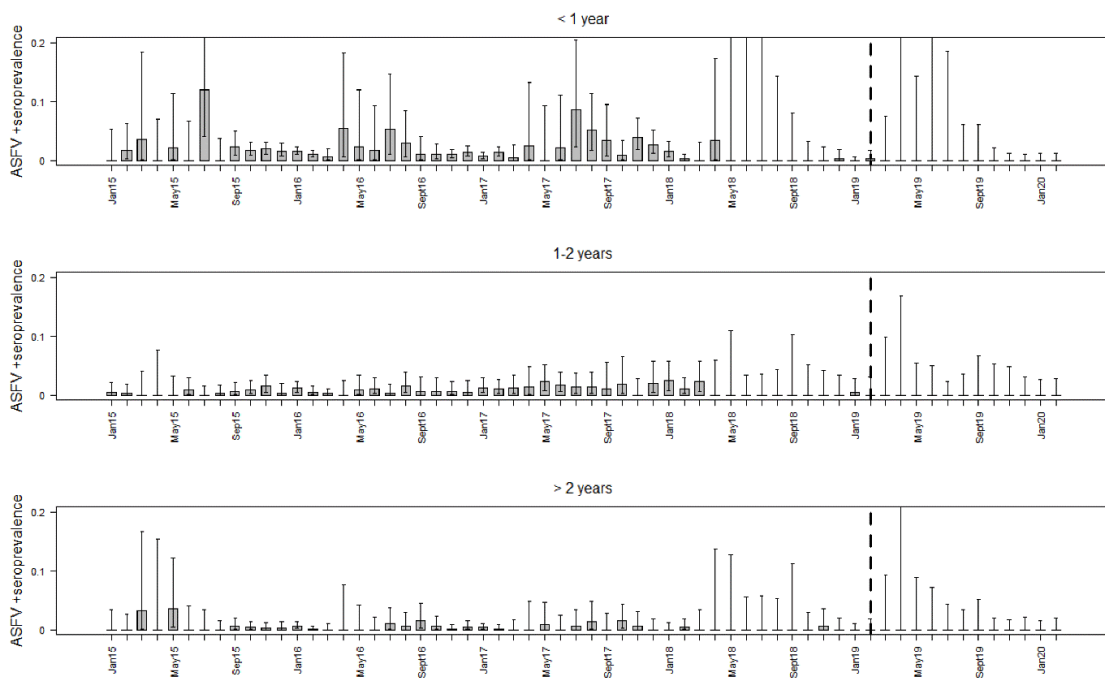 < 1 year
ASFV +seroprevalence
0.2
0.1
0
Jan15 May15 Sep15 Jan16 May16 Sept16 Jan17 May17 Sept17 Jan18 May18 Sept18 Jan19 May19 Sept19 Jan20
1-2 years
ASFV +seroprevalence
0.2
0.1
0
Jan15 May15 Sep15 Jan16 May16 Sept16 Jan17 May17 Sept17 Jan18 May18 Sept18 Jan19 May19 Sept19 Jan20
> 2 years
ASFV +seroprevalence
0.2
0.1
0
Jan15 May15 Sep15 Jan16 May16 Sept16 Jan17 May17 Sept17 Jan18 May18 Sept18 Jan19 May19 Sept19 Jan20